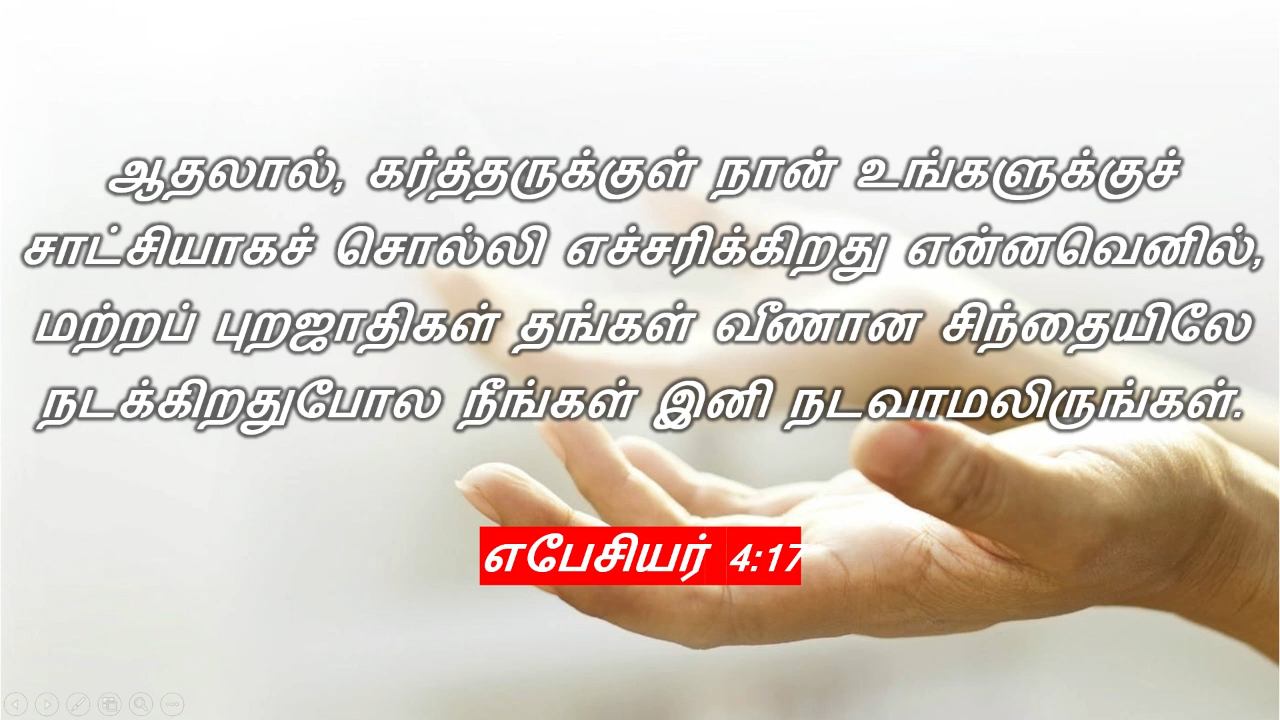 ஆதலால், கர்த்தருக்குள் நான் உங்களுக்குச்
சாட்சியாகச் சொல்லி எச்சரிக்கிறது என்னவெனில்,
மற்றப் புறஜாதிகள் தங்கள் வீணான சிந்தையிலே
நடக்கிறதுபோல நீங்கள் இனி நடவாமலிருங்கள்.
எபேசியர் 4:17